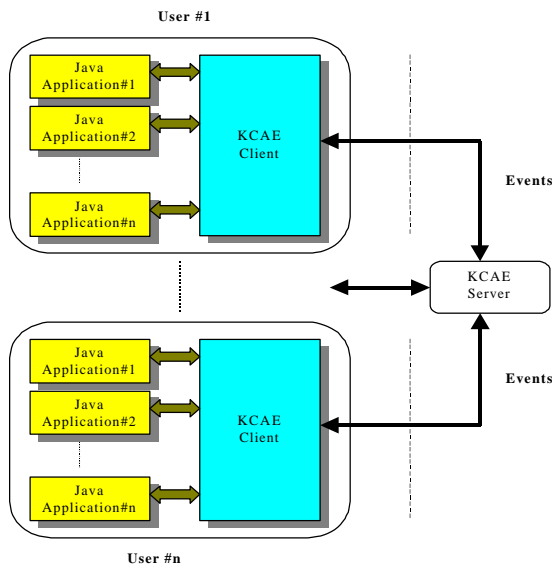 User #1
Java
Application#1
Java
Application#2
Java
Application#n
KCAE
Client
Events
KCAE
Server
Java
Application#1
Java
Application#2
Java
Application#n
KCAE
Client
Events
User #n